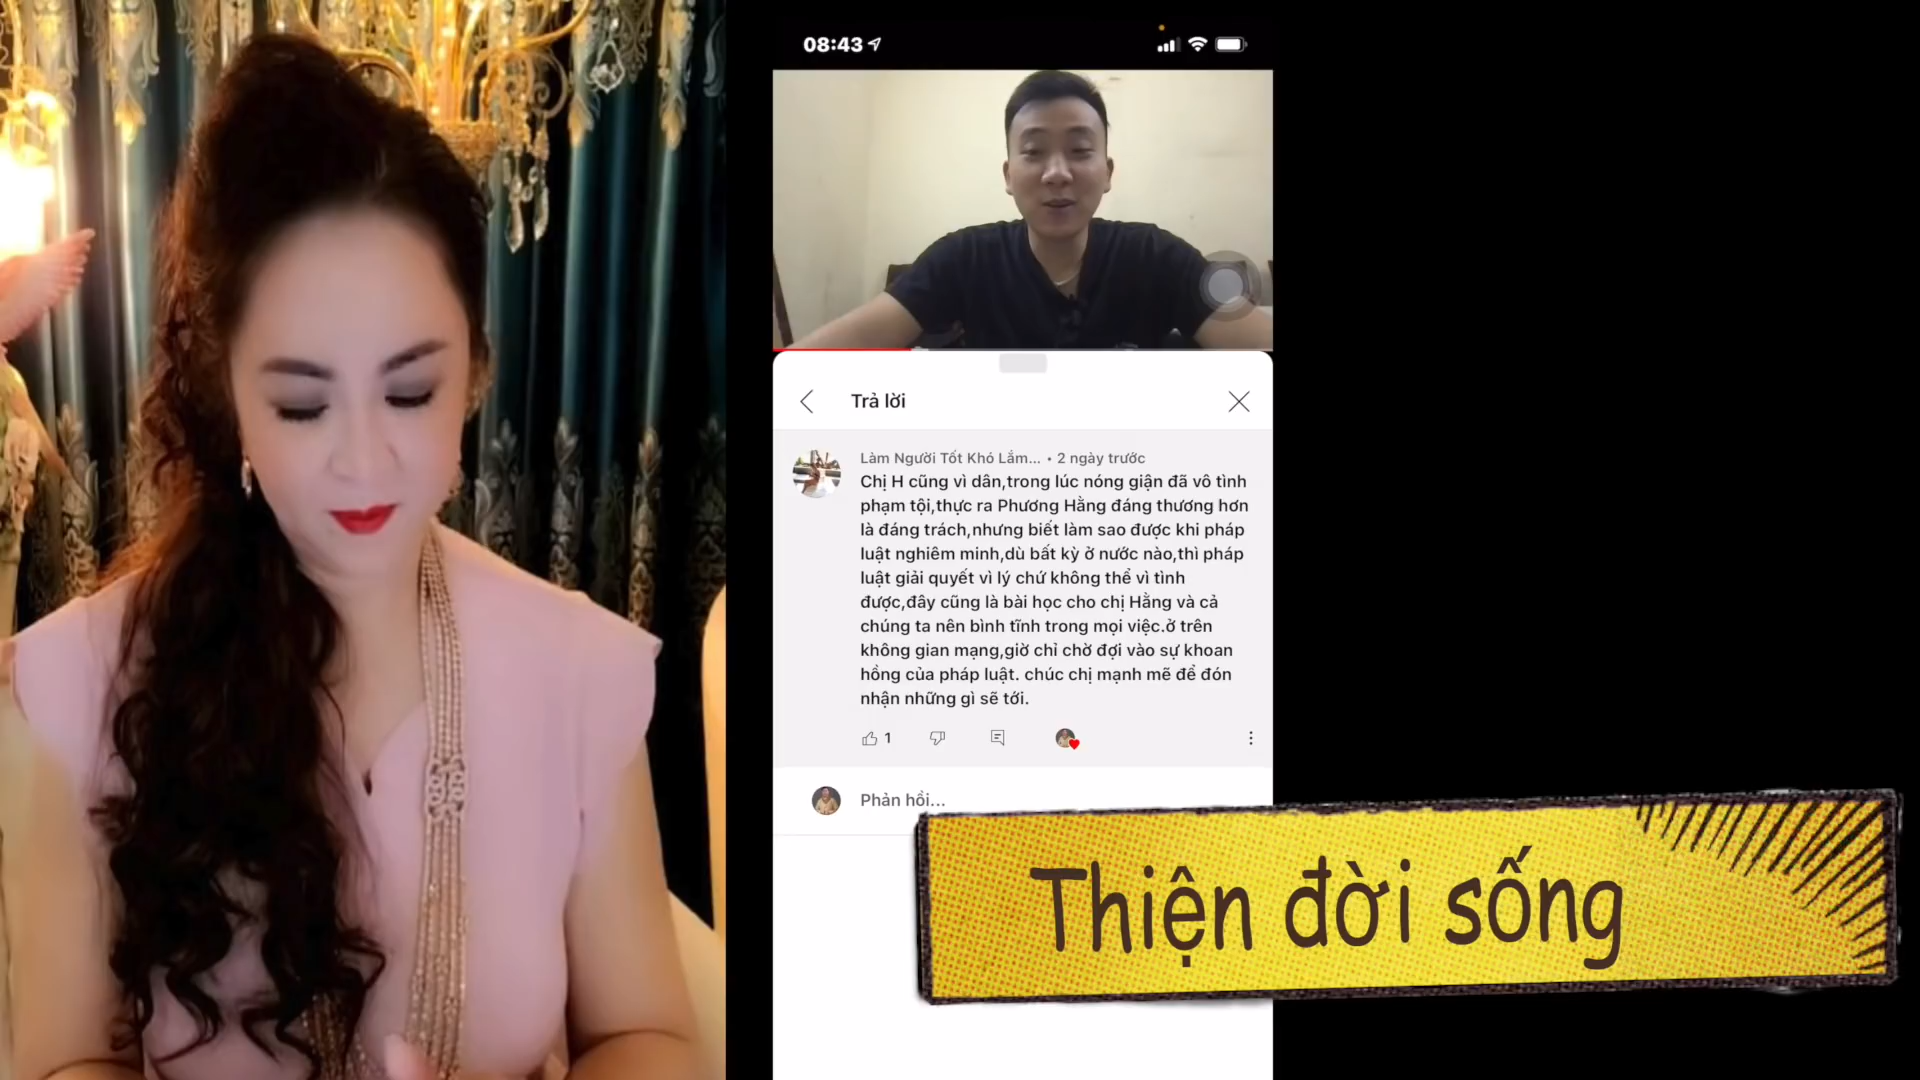 08:43
Trả lời
Làm Người Tốt Khó Lắm... • 2 ngày trước
Chị H cũng vì dân,trong lúc nóng giận đã vô tình
phạm tội,thực ra Phương Hằng đáng thương hơn
là đáng trách,nhưng biết làm sao được khi pháp
luật nghiêm minh,dù bất kỳ ở nước nào,thì pháp
luật giải quyết vì lý chứ không thể vì tình
được,đây cũng là bài học cho chị Hằng và cả
chúng ta nên bình tĩnh trong mọi việc.ở trên
không gian mạng,giờ chỉ chờ đợi vào sự khoan
hồng của pháp luật. chúc chị mạnh mẽ để đón
nhận những gì sẽ tới.
1
Phản hồi...
Thiện đời sống